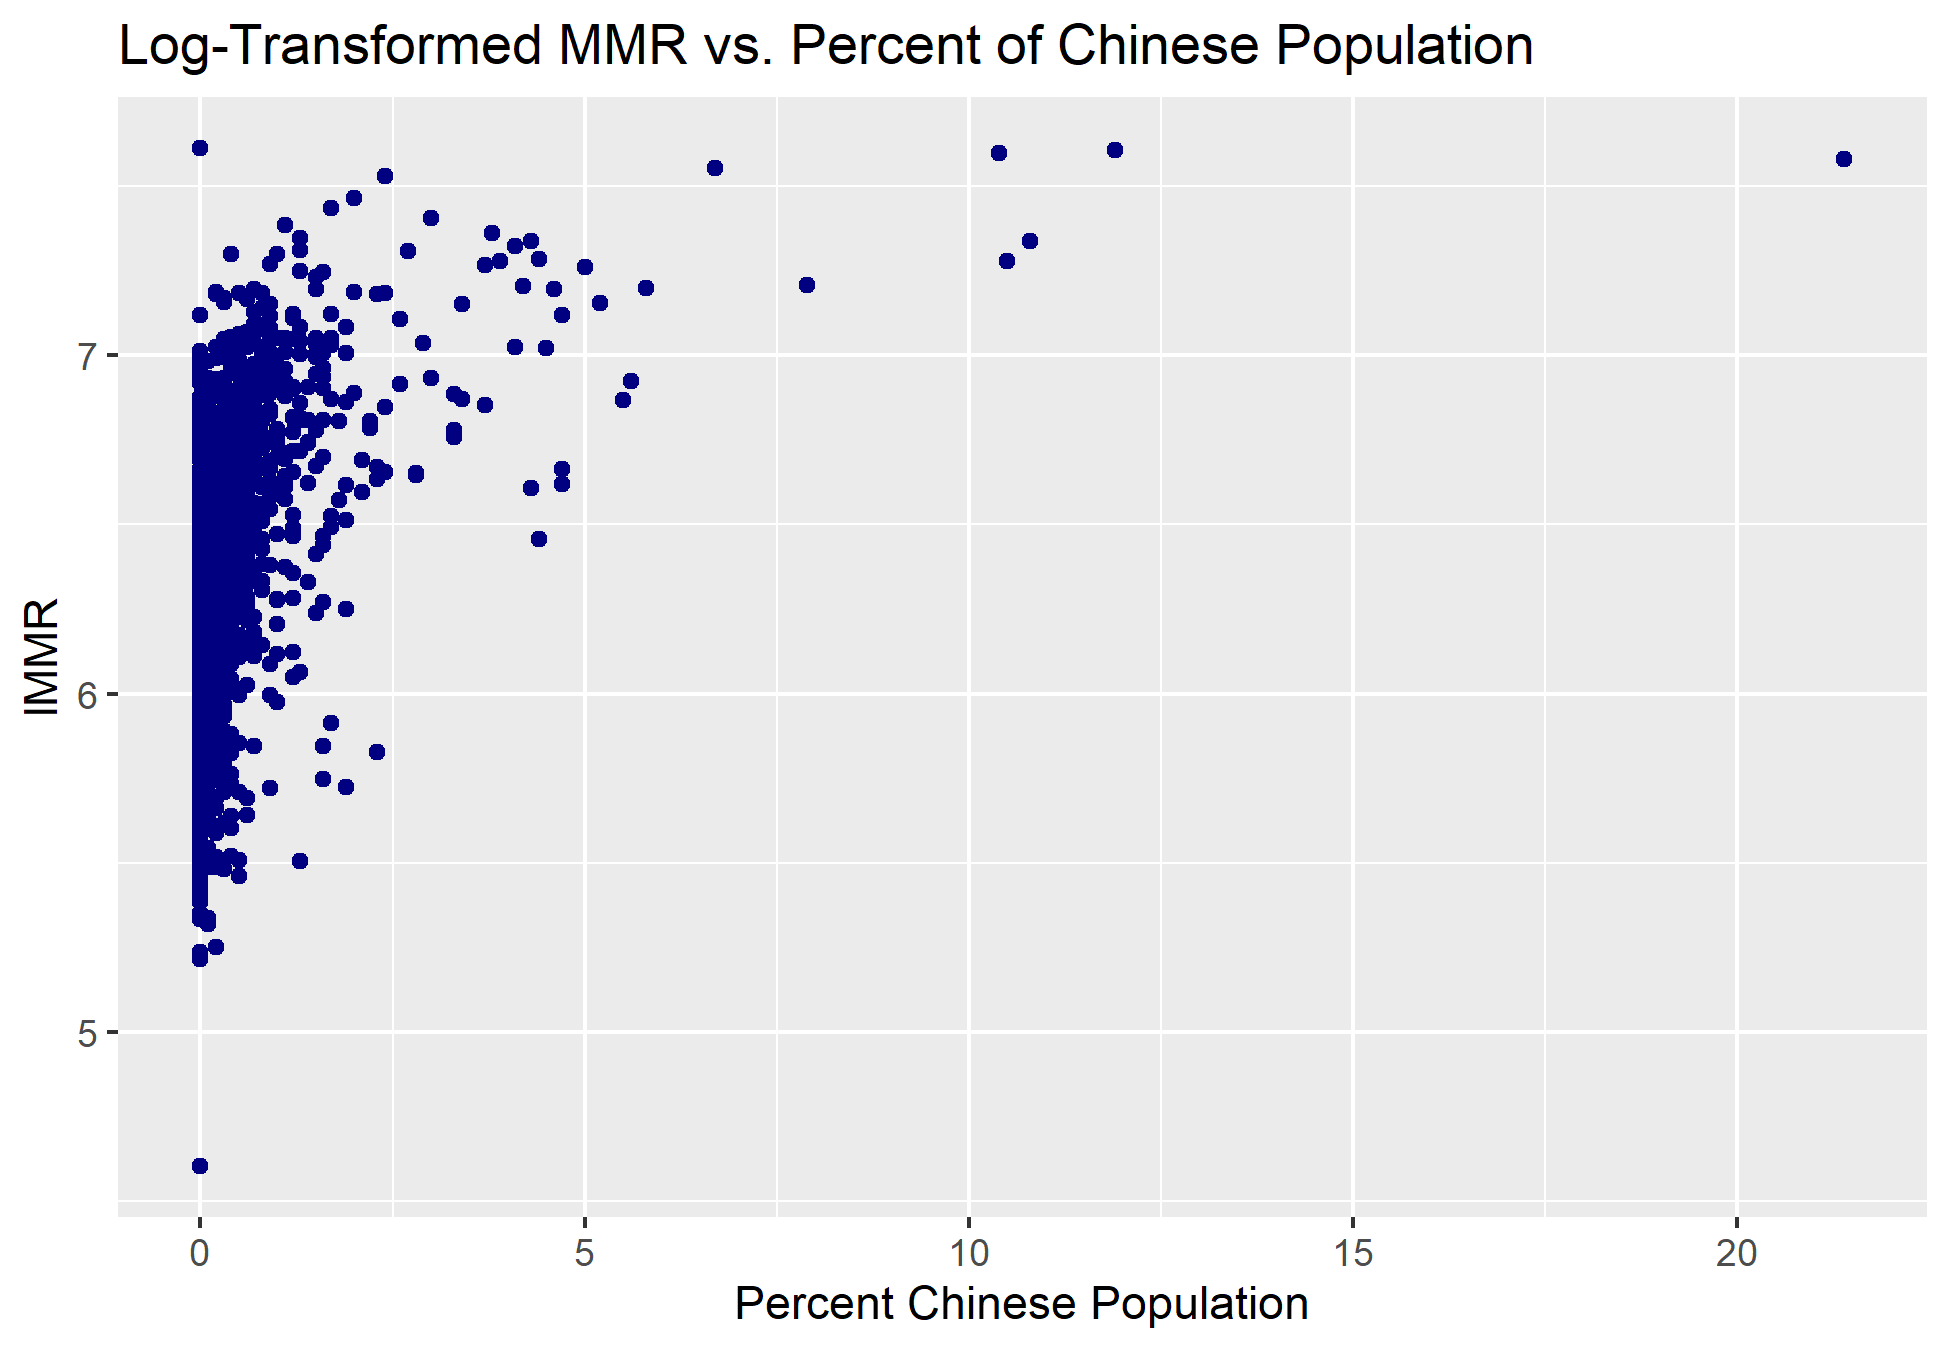 Log-Transformed MMR vs. Percent of Chinese Population
lMMR
7
6
5
0 5 10 15 20
Percent Chinese Population